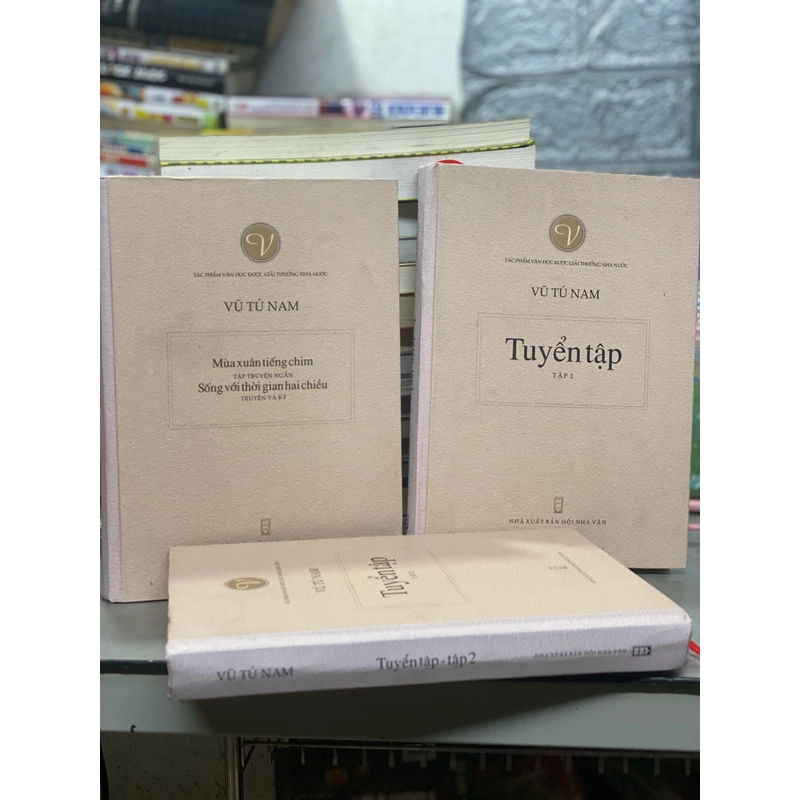 V
TÁC PHẨM VĂN HỌC ĐƯỢC GIẢI THƯỞNG NHÀ NƯỚC
VŨ TÚ NAM
Mùa xuân tiếng chim
TẬP TRUYỆN NGẮN
Sống với thời gian hai chiều
TRUYỆN VÀ KÝ
V
TÁC PHẨM VĂN HỌC ĐƯỢC GIẢI THƯỞNG NHÀ NƯỚC
VŨ TÚ NAM
Tuyển tập
TẬP 1
NHÀ XUẤT BẢN HỘI NHÀ VĂN
Tuyển tập
VŨ TÚ NAM
Tuyển tập - tập 2
NHÀ XUẤT BẢN HỘI NHÀ VĂN